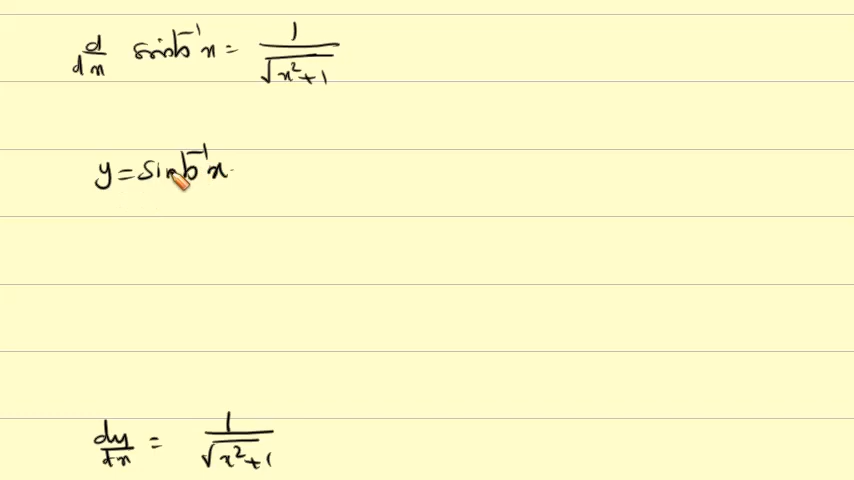 d/dx sinh⁻¹x = 1/√(x²+1)
y = sinh⁻¹x
dy/dx = 1/√(x²+1)